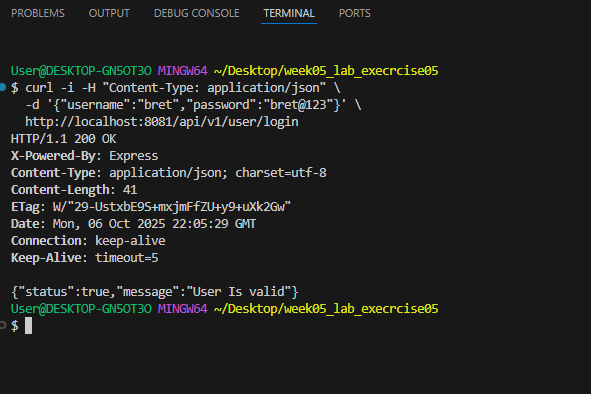 PROBLEMS OUTPUT DEBUG CONSOLE TERMINAL PORTS
User@DESKTOP-GN5OT3O MINGW64 ~/Desktop/week05_lab_execrcise05
$ curl -i -H "Content-Type: application/json" \
-d '{"username":"bret","password":"bret@123"}' \
http://localhost:8081/api/v1/user/login
HTTP/1.1 200 OK
X-Powered-By: Express
Content-Type: application/json; charset=utf-8
Content-Length: 41
ETag: W/"29-UstxbE9S+mxjmFfZU+y9+uXk2Gw"
Date: Mon, 06 Oct 2025 22:05:29 GMT
Connection: keep-alive
Keep-Alive: timeout=5
{"status":true,"message":"User Is valid"}
User@DESKTOP-GN5OT3O MINGW64 ~/Desktop/week05_lab_execrcise05
$